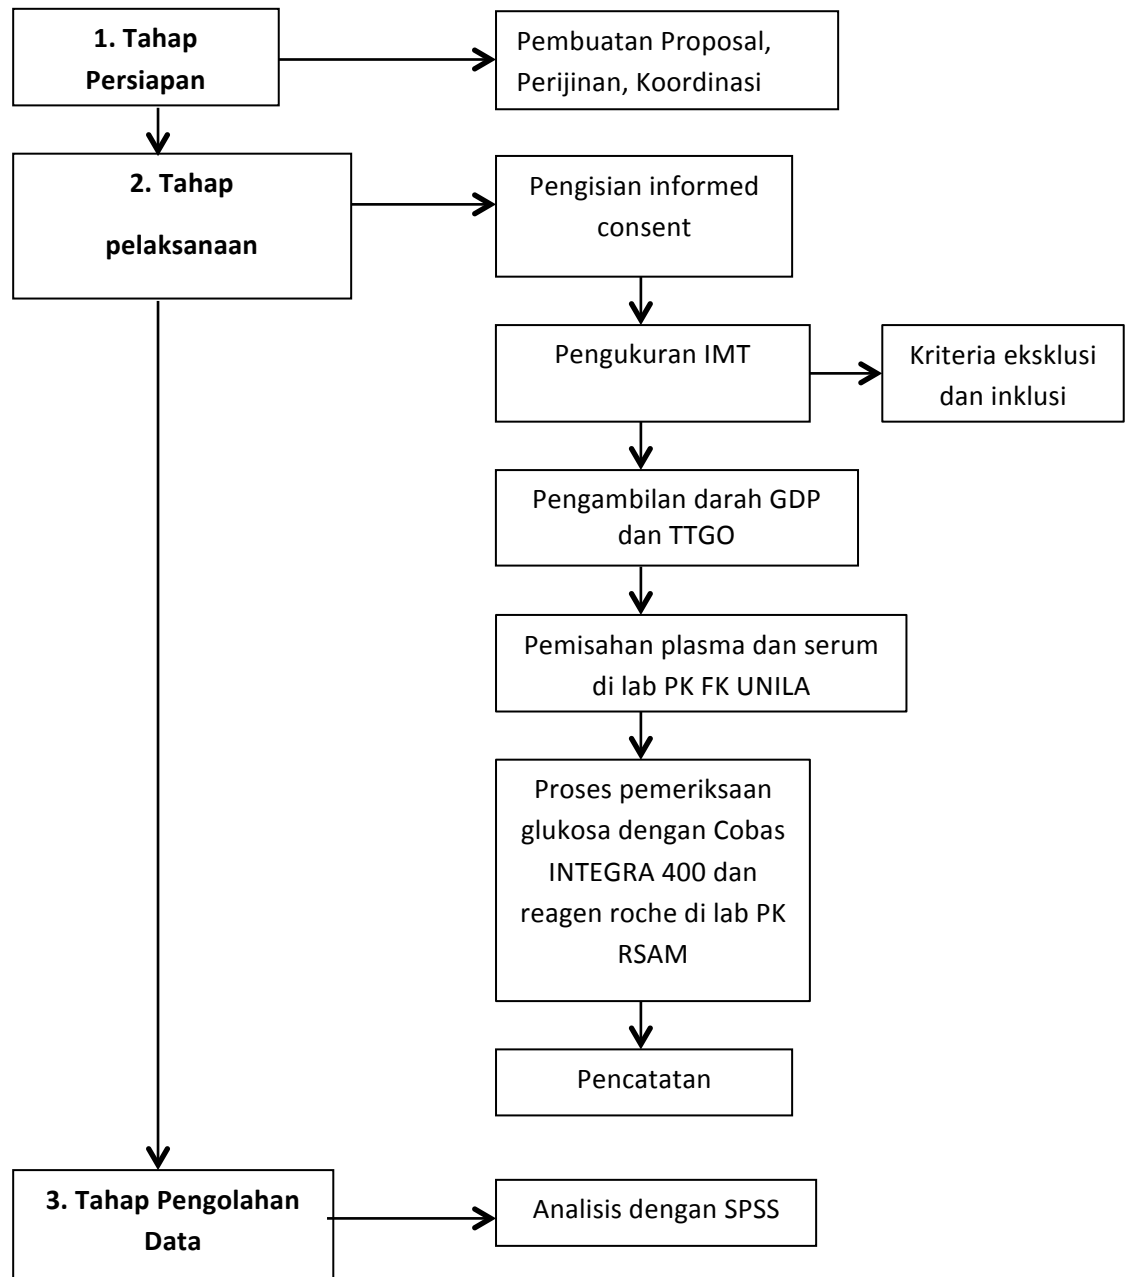 1. Tahap
Persiapan
Pembuatan Proposal,
Perijinan, Koordinasi
2. Tahap
pelaksanaan
Pengisian informed
consent
Pengukuran IMT
Kriteria eksklusi
dan inklusi
Pengambilan darah GDP
dan TTGO
Pemisahan plasma dan serum
di lab PK FK UNILA
Proses pemeriksaan
glukosa dengan Cobas
INTEGRA 400 dan
reagen roche di lab PK
RSAM
Pencatatan
3. Tahap Pengolahan
Data
Analisis dengan SPSS